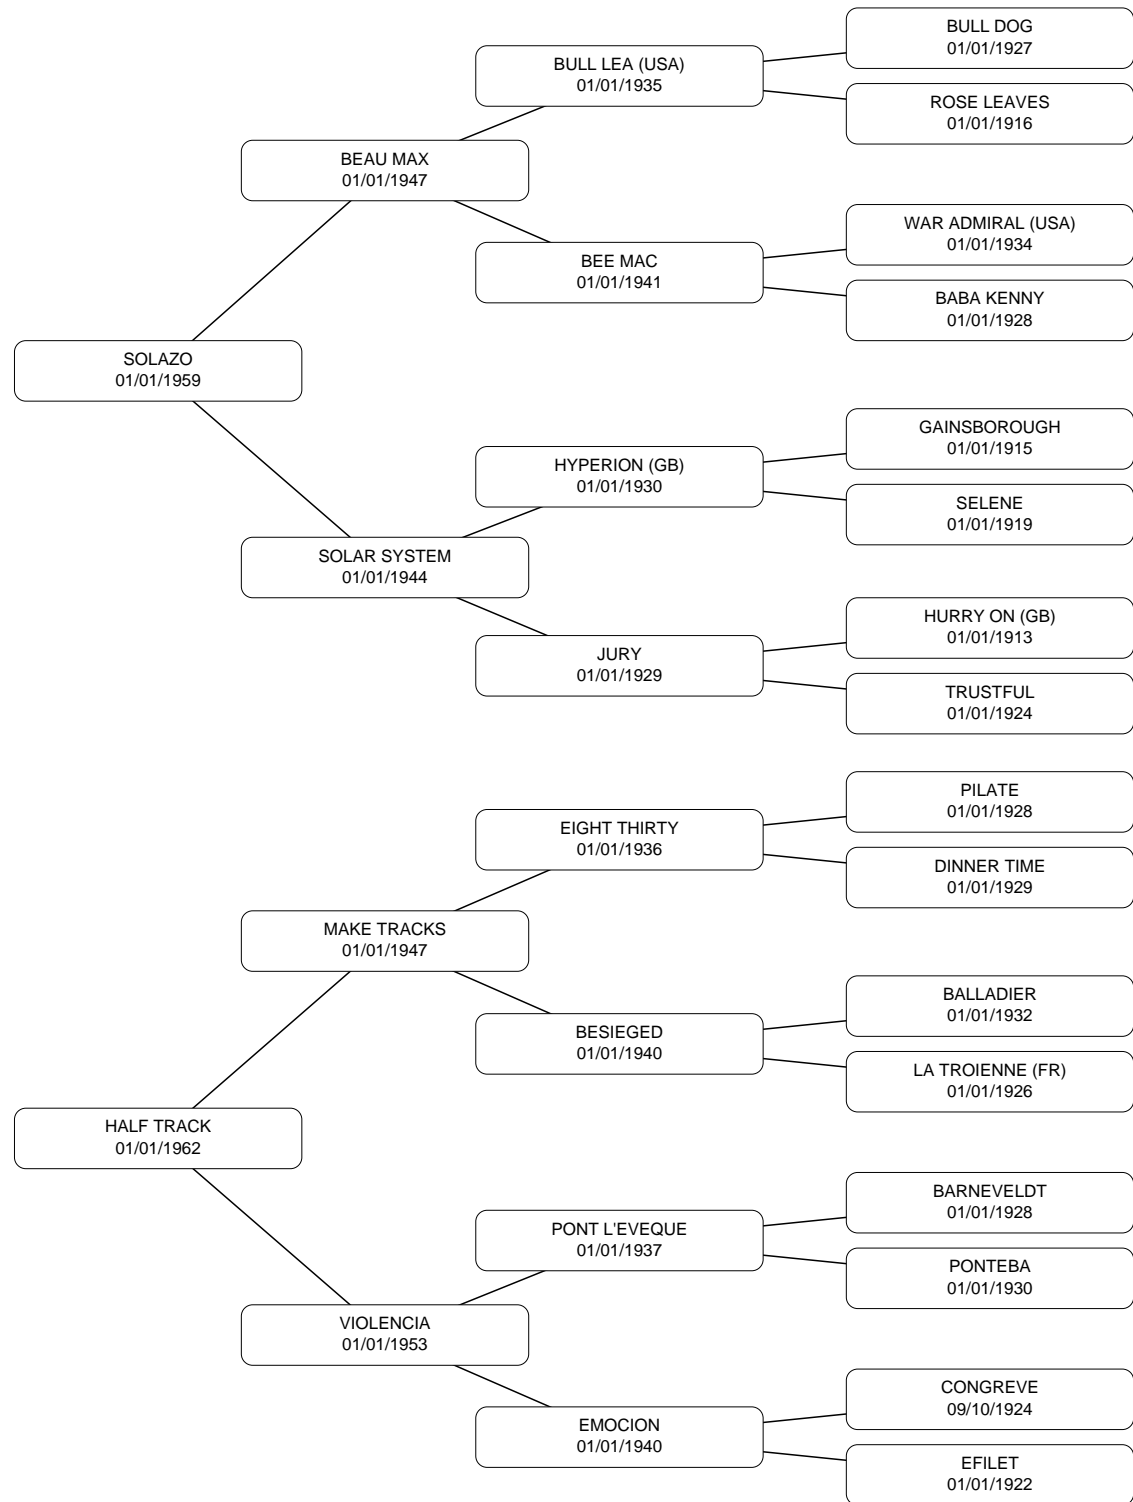 BULL DOG
01/01/1927
BULL LEA (USA)
01/01/1935
ROSE LEAVES
01/01/1916
BEAU MAX
01/01/1947
WAR ADMIRAL (USA)
01/01/1934
BEE MAC
01/01/1941
BABA KENNY
01/01/1928
SOLAZO
01/01/1959
GAINSBOROUGH
01/01/1915
HYPERION (GB)
01/01/1930
SELENE
01/01/1919
SOLAR SYSTEM
01/01/1944
HURRY ON (GB)
01/01/1913
JURY
01/01/1929
TRUSTFUL
01/01/1924
PILATE
01/01/1928
EIGHT THIRTY
01/01/1936
DINNER TIME
01/01/1929
MAKE TRACKS
01/01/1947
BALLADIER
01/01/1932
BESIEGED
01/01/1940
LA TROIENNE (FR)
01/01/1926
HALF TRACK
01/01/1962
BARNEVELDT
01/01/1928
PONT L'EVEQUE
01/01/1937
PONTEBA
01/01/1930
VIOLENCIA
01/01/1953
CONGREVE
09/10/1924
EMOCION
01/01/1940
EFILET
01/01/1922